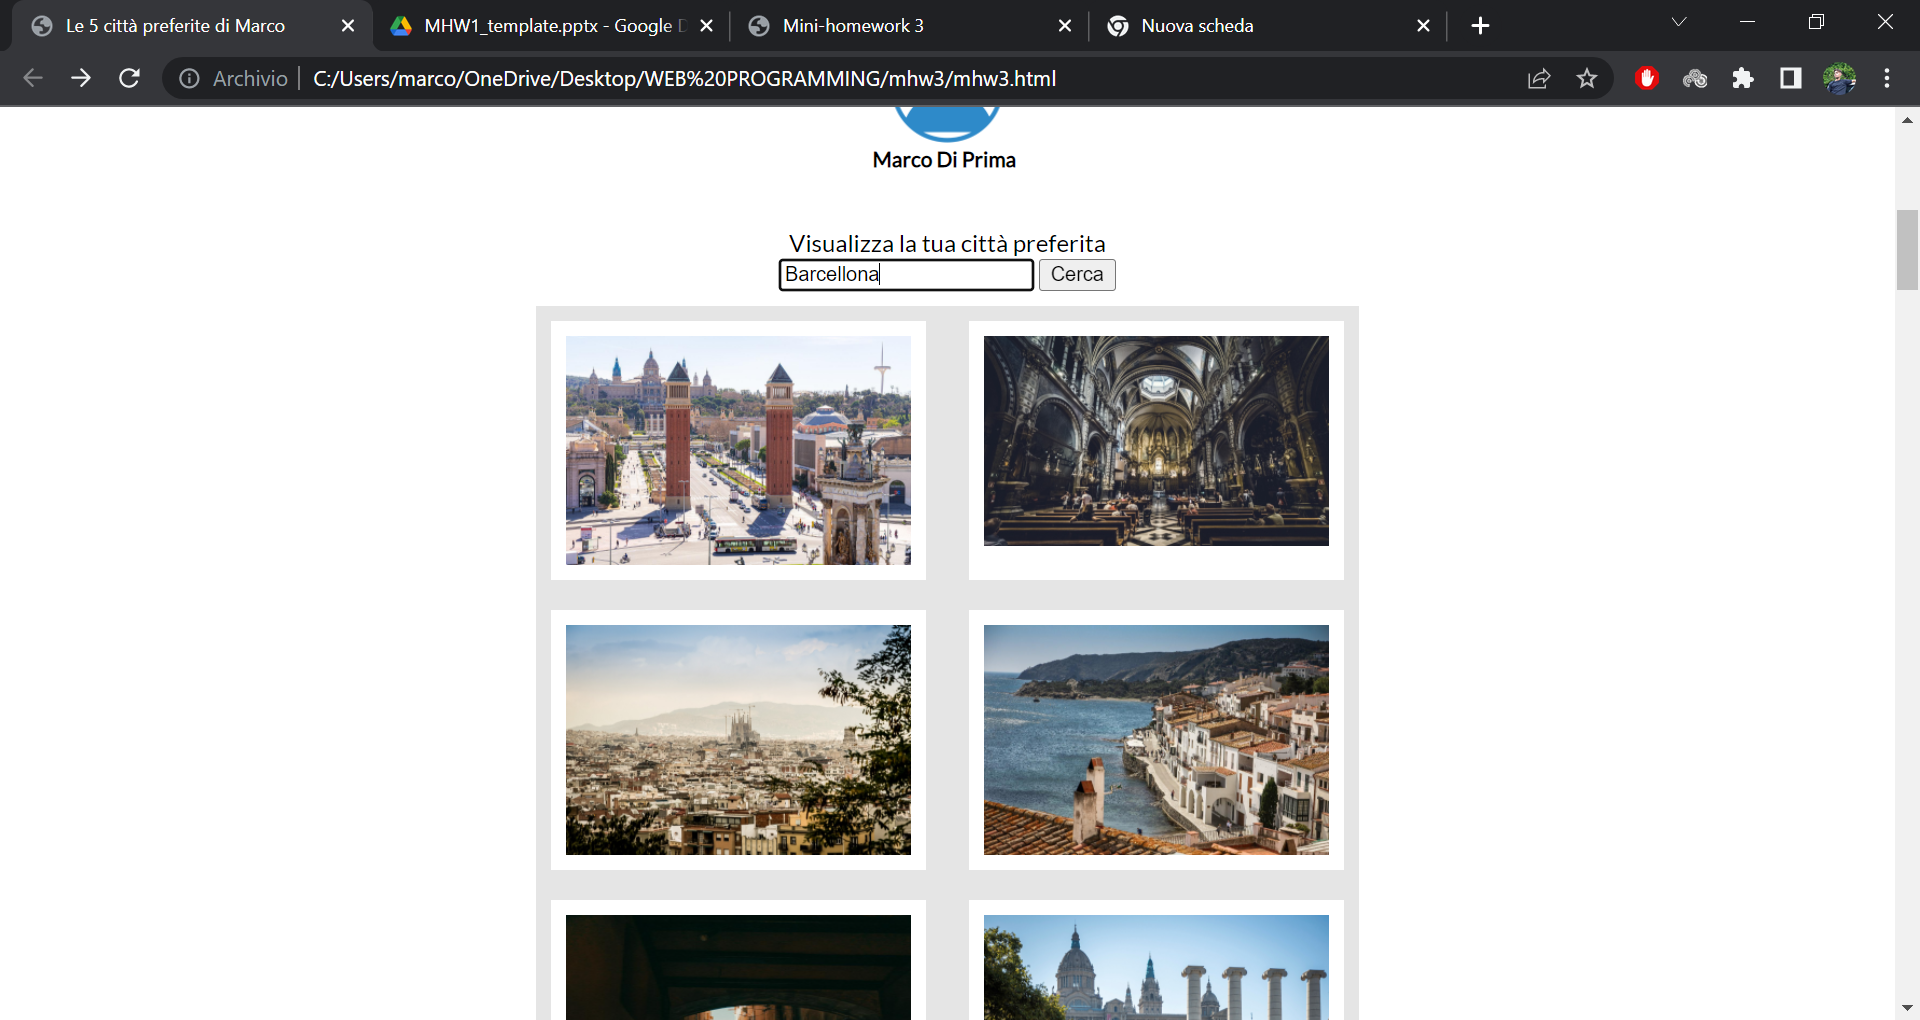 Le 5 città preferite di Marco
MHW1_template.pptx - Google D
Mini-homework 3
Nuova scheda
Archivio
C:/Users/marco/OneDrive/Desktop/WEB%20PROGRAMMING/mhw3/mhw3.html
Marco Di Prima
Visualizza la tua città preferita
Barcellona
Cerca